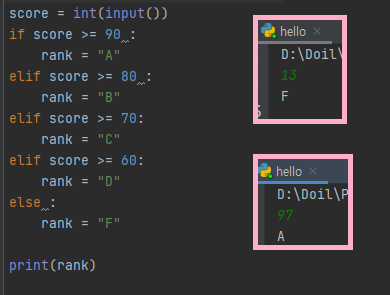 score = int(input())
if score >= 90 :
    rank = "A"
elif score >= 80 :
    rank = "B"
elif score >= 70:
    rank = "C"
elif score >= 60:
    rank = "D"
else :
    rank = "F"

print(rank)
hello ×
D:\Doil\
13
F
hello ×
D:\Doil\P
97
A